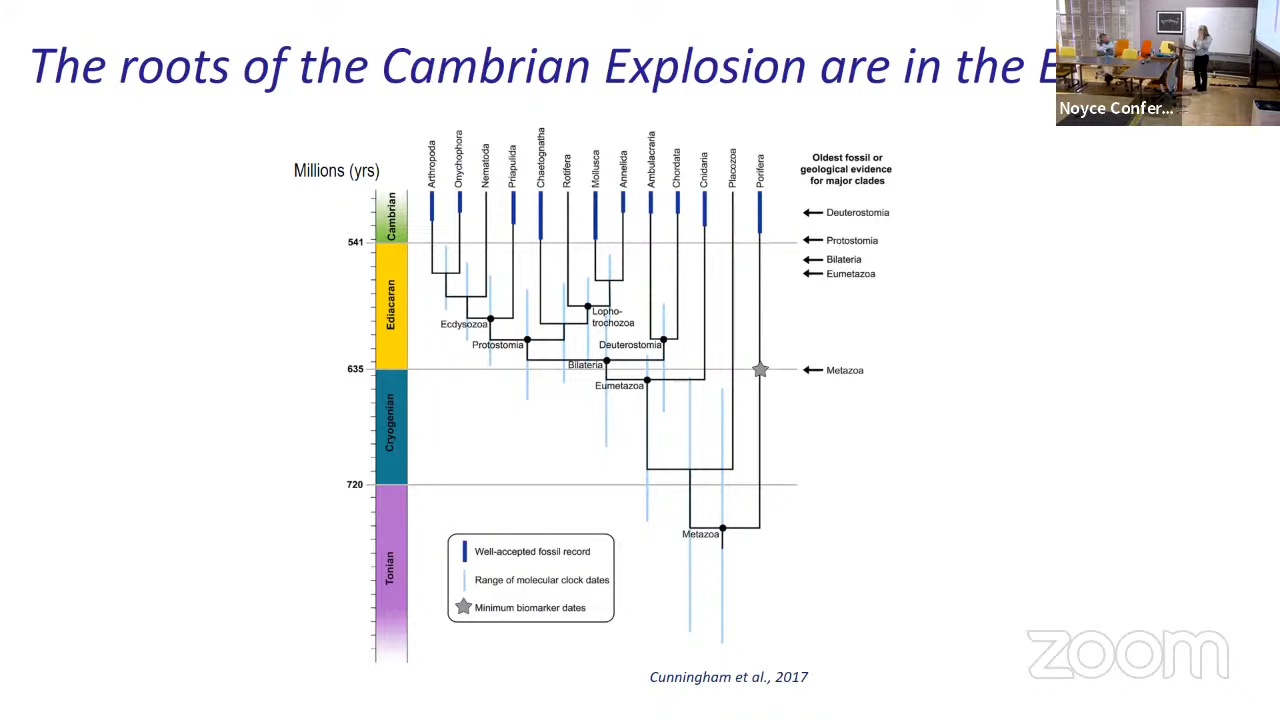 The roots of the Cambrian Explosion are in the
Noyce Confer...
Millions (yrs)
Arthropoda
Onychophora
Nematoda
Priapulida
Chaetognatha
Rotifera
Mollusca
Annelida
Ambulacraria
Chordata
Cnidaria
Placozoa
Porifera
Oldest fossil or
geological evidence
for major clades
Cambrian
Deuterostomia
541
Protostomia
Bilateria
Eumetazoa
Ediacaran
Ecdysozoa
Lopho-
trochozoa
Protostomia
Deuterostomia
Bilateria
635
Metazoa
Eumetazoa
Cryogenian
720
Metazoa
Tonian
Well-accepted fossil record
Range of molecular clock dates
Minimum biomarker dates
zoom
Cunningham et al., 2017